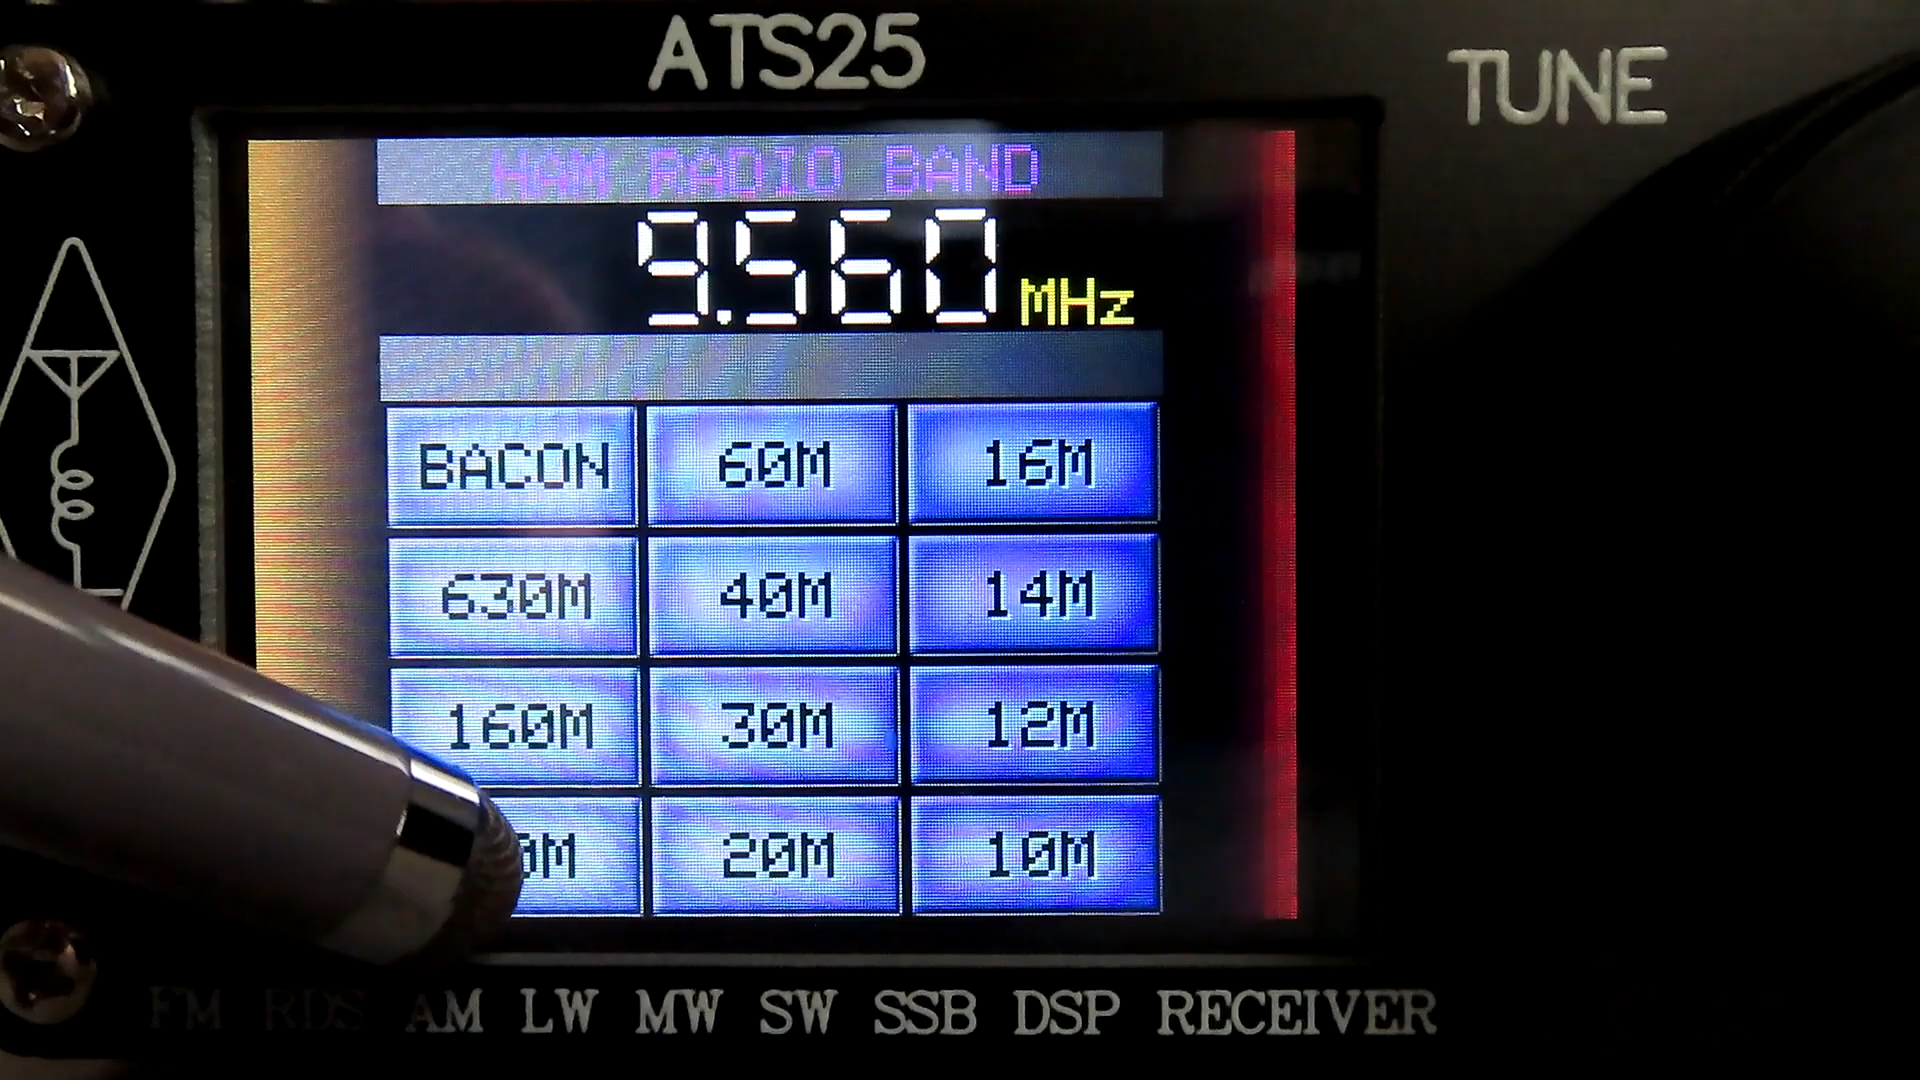 ATS25
TUNE
HAM RADIO BAND
9.560 MHz
BACON 60M 16M
630M 40M 14M
160M 30M 12M
20M 10M
FM RDS AM LW MW SW SSB DSP RECEIVER